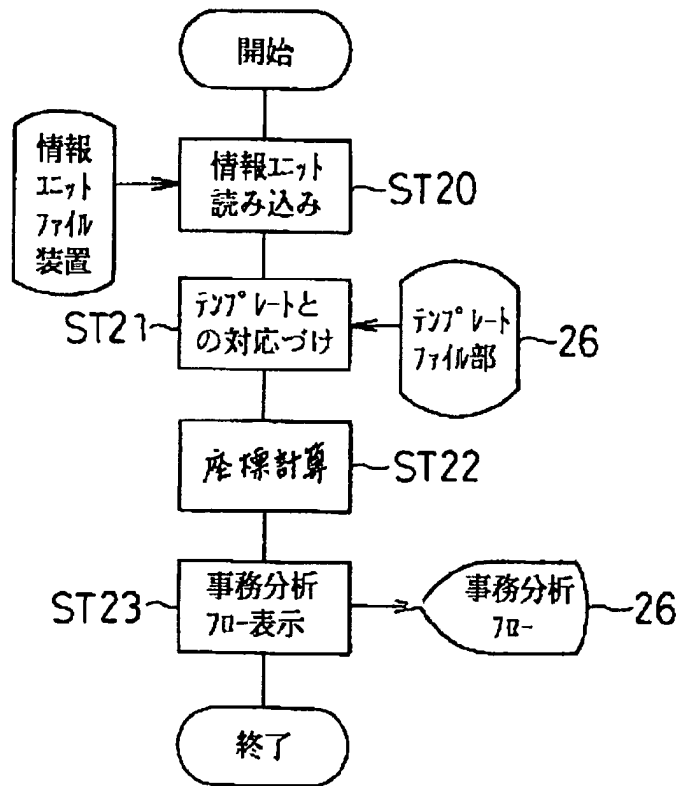 開始
情報
ユニット
ファイル
装置
情報ユニット
読み込み
ST20
テンプレートと
の対応づけ
ST21
テンプレート
ファイル部
26
座標計算
ST22
事務分析
フロー表示
ST23
事務分析
フロー
26
終了